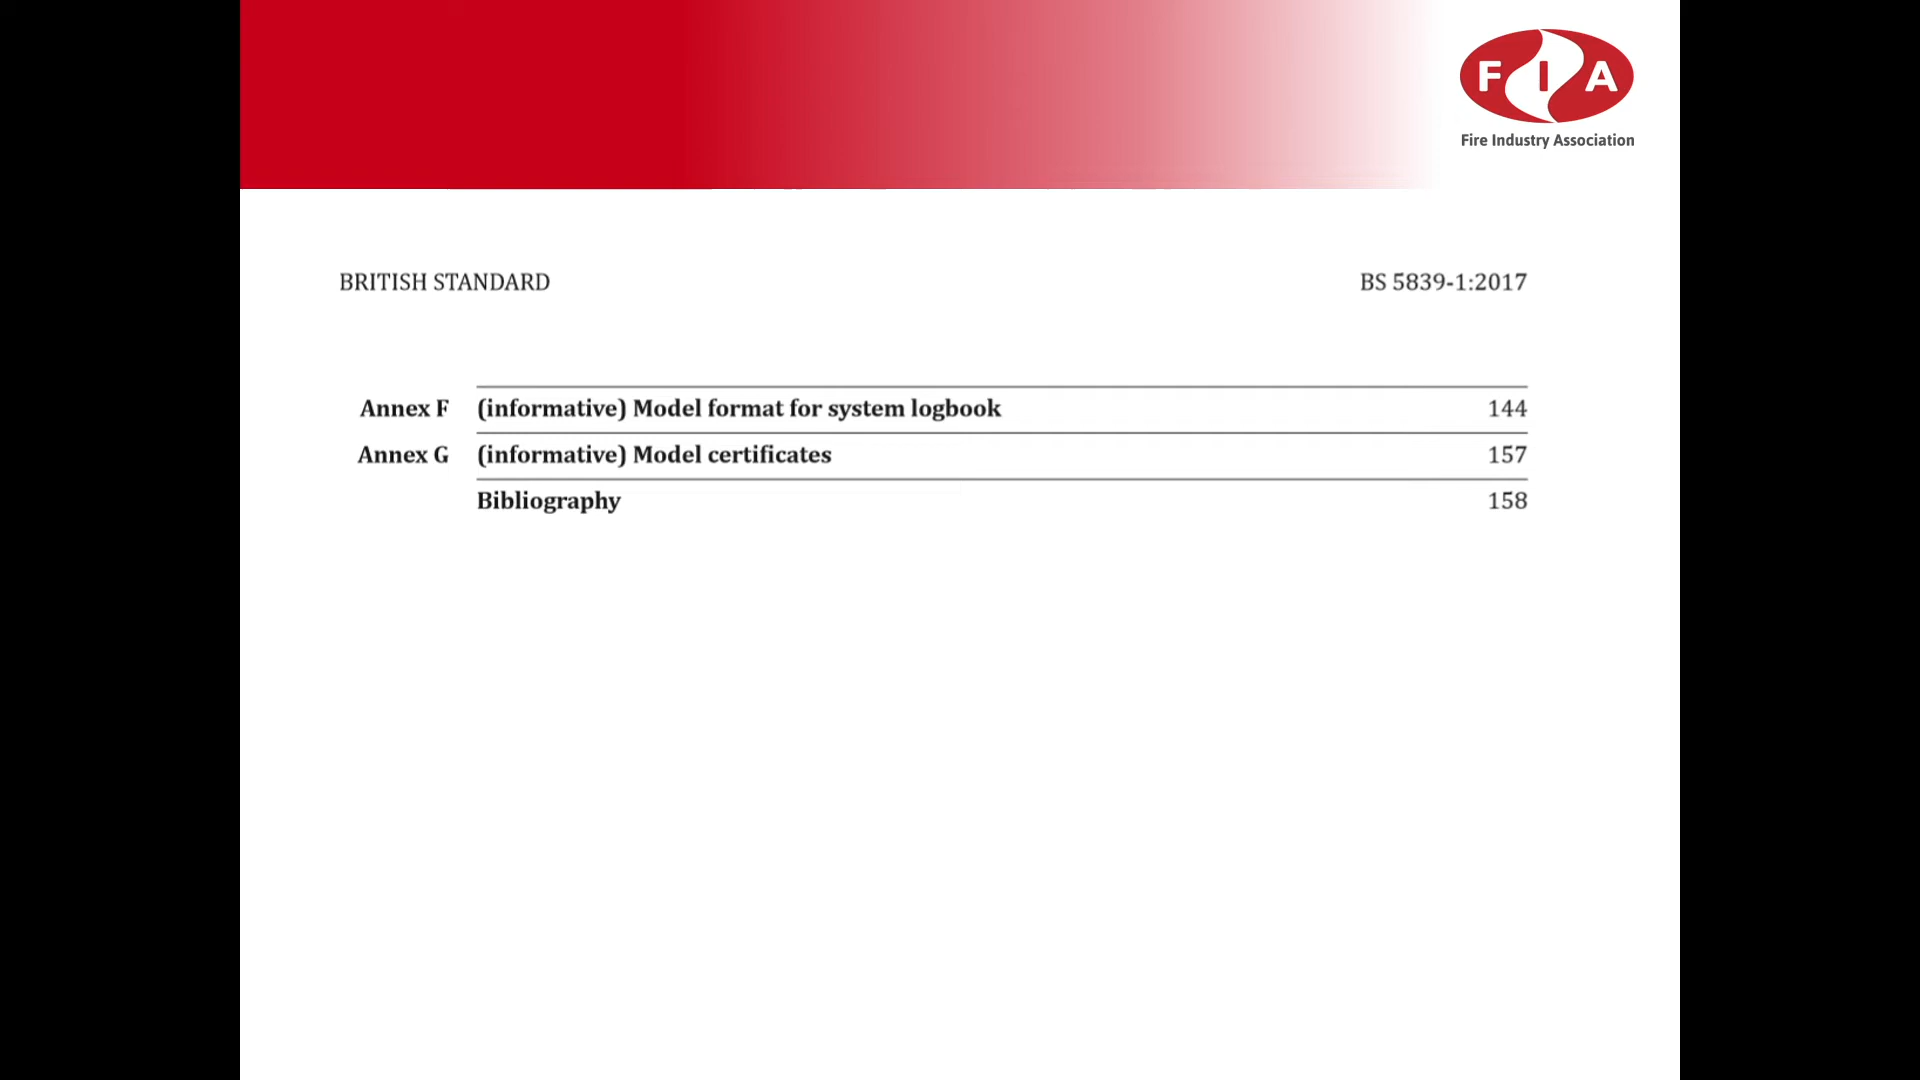 F I A
Fire Industry Association
BRITISH STANDARD BS 5839-1:2017
Annex F (informative) Model format for system logbook 144
Annex G (informative) Model certificates 157
Bibliography 158